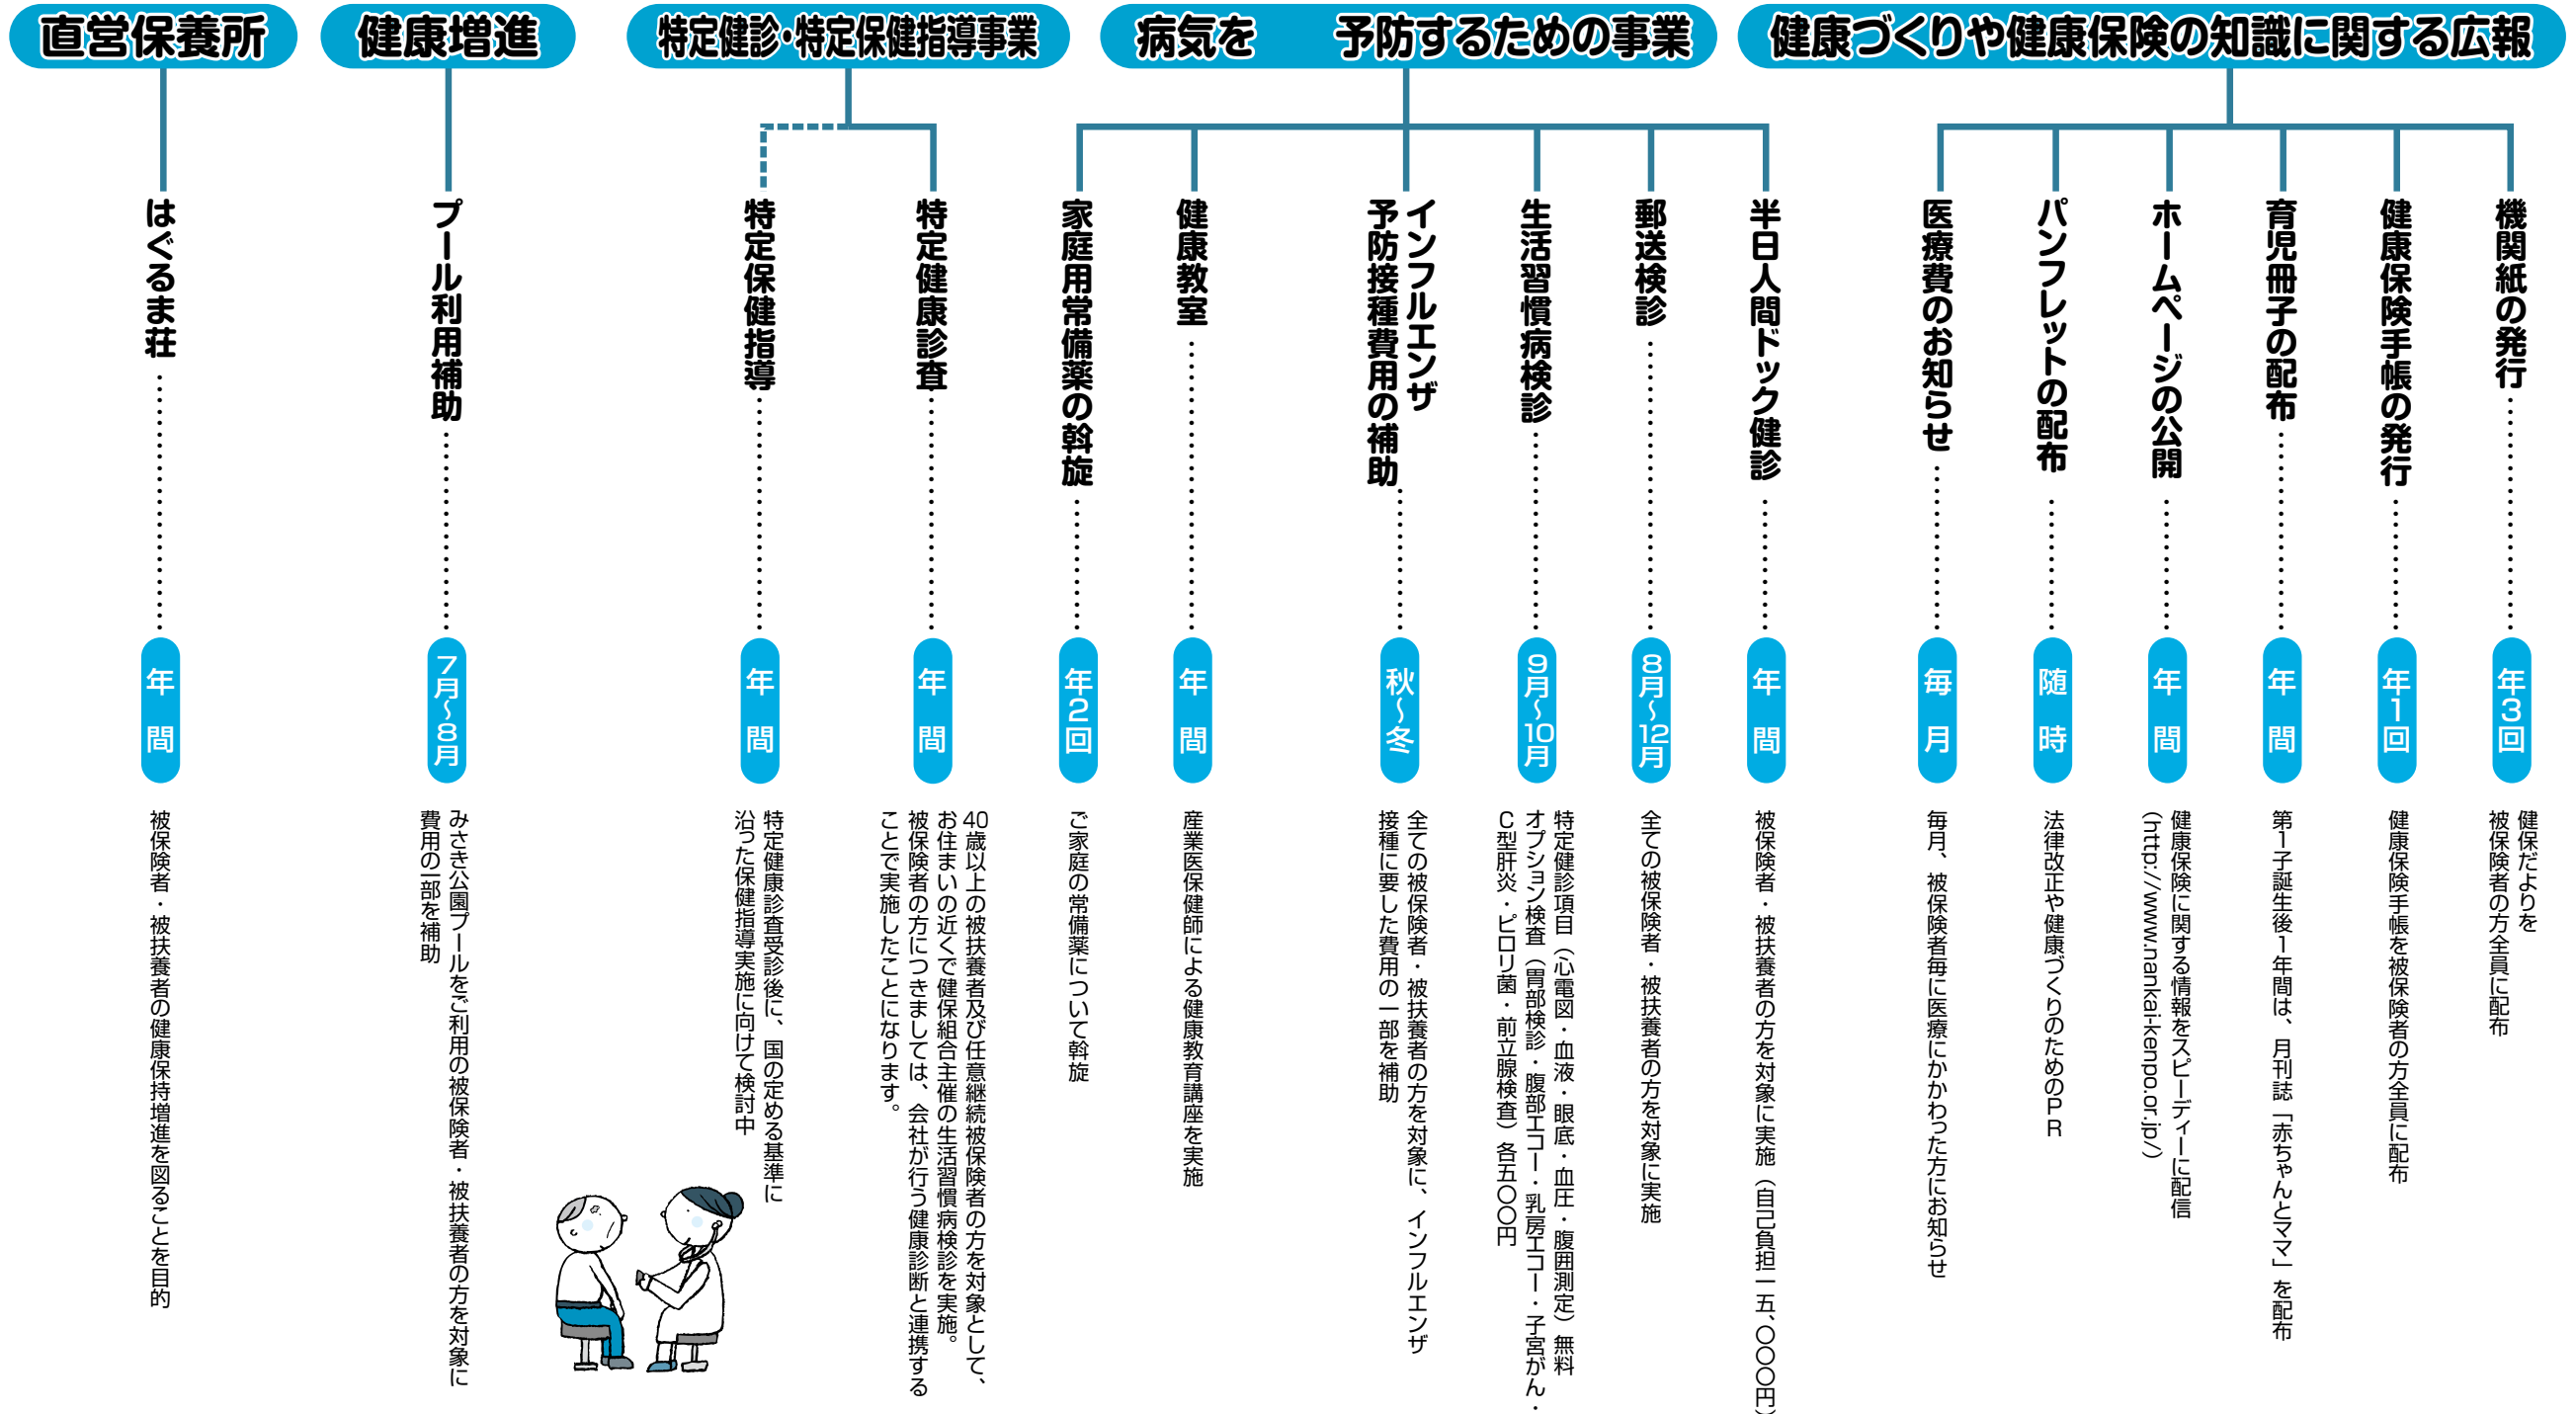 健康づくりや健康保険の知識に関する広報
機関紙の発行
年3回
健保だよりを
被保険者の方全員に配布
健康保険手帳の発行
年1回
健康保険手帳を被保険者の方全員に配布
育児冊子の配布
年間
第1子誕生後1年間は、月刊誌「赤ちゃんとママ」を配布
ホームページの公開
年間
健康保険に関する情報をスピーディーに配信
(http://www.nankai-kenpo.or.jp/)
パンフレットの配布
随時
法律改正や健康づくりのためのPR
医療費のお知らせ
毎月
毎月、被保険者毎に医療にかかわった方にお知らせ
病気を 予防するための事業
半日人間ドック健診
年間
被保険者・被扶養者の方を対象に実施(自己負担一五、〇〇〇円)
郵送検診
8月～12月
全ての被保険者・被扶養者の方を対象に実施
生活習慣病検診
9月～10月
特定健診項目(心電図・血液・眼底・血圧・腹囲測定)無料
オプション検査(胃部検診・腹部エコー・乳房エコー・子宮がん・
C型肝炎・ピロリ菌・前立腺検査)各五〇〇円
インフルエンザ
予防接種費用の補助
秋～冬
全ての被保険者・被扶養者の方を対象に、インフルエンザ
接種に要した費用の一部を補助
健康教室
年間
産業医保健師による健康教育講座を実施
家庭用常備薬の斡旋
年2回
ご家庭の常備薬について斡旋
特定健診・特定保健指導事業
特定健康診査
年間
40歳以上の被扶養者及び任意継続被保険者の方を対象として、
お住まいの近くで健保組合主催の生活習慣病検診を実施。
被保険者の方につきましては、会社が行う健康診断と連携する
ことで実施したことになります。
特定保健指導
年間
特定健康診査受診後に、国の定める基準に
沿った保健指導実施に向けて検討中
健康増進
プール利用補助
7月～8月
みさき公園プールをご利用の被保険者・被扶養者の方を対象に
費用の一部を補助
直営保養所
はぐるま荘
年間
被保険者・被扶養者の健康保持増進を図ることを目的